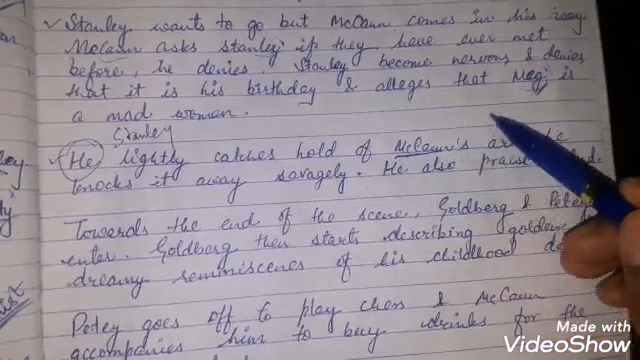 Stanley wants to go but McCann comes in his way.
McCann asks stanley if they have ever met
before, he denies. Stanley become nervous & denies
that it is his birthday & alleges that Meg is
a mad woman.
Stanley
He lightly catches hold of McCann's
knocks it away savagely. He also
Towards the end of the scene, Goldberg & Petey
enter. Goldberg then starts describing
dreamy reminiscenes of his childhood
Petey goes off to play chess & McCann
accompanies him to buy drinks for the
Made with
VideoShow